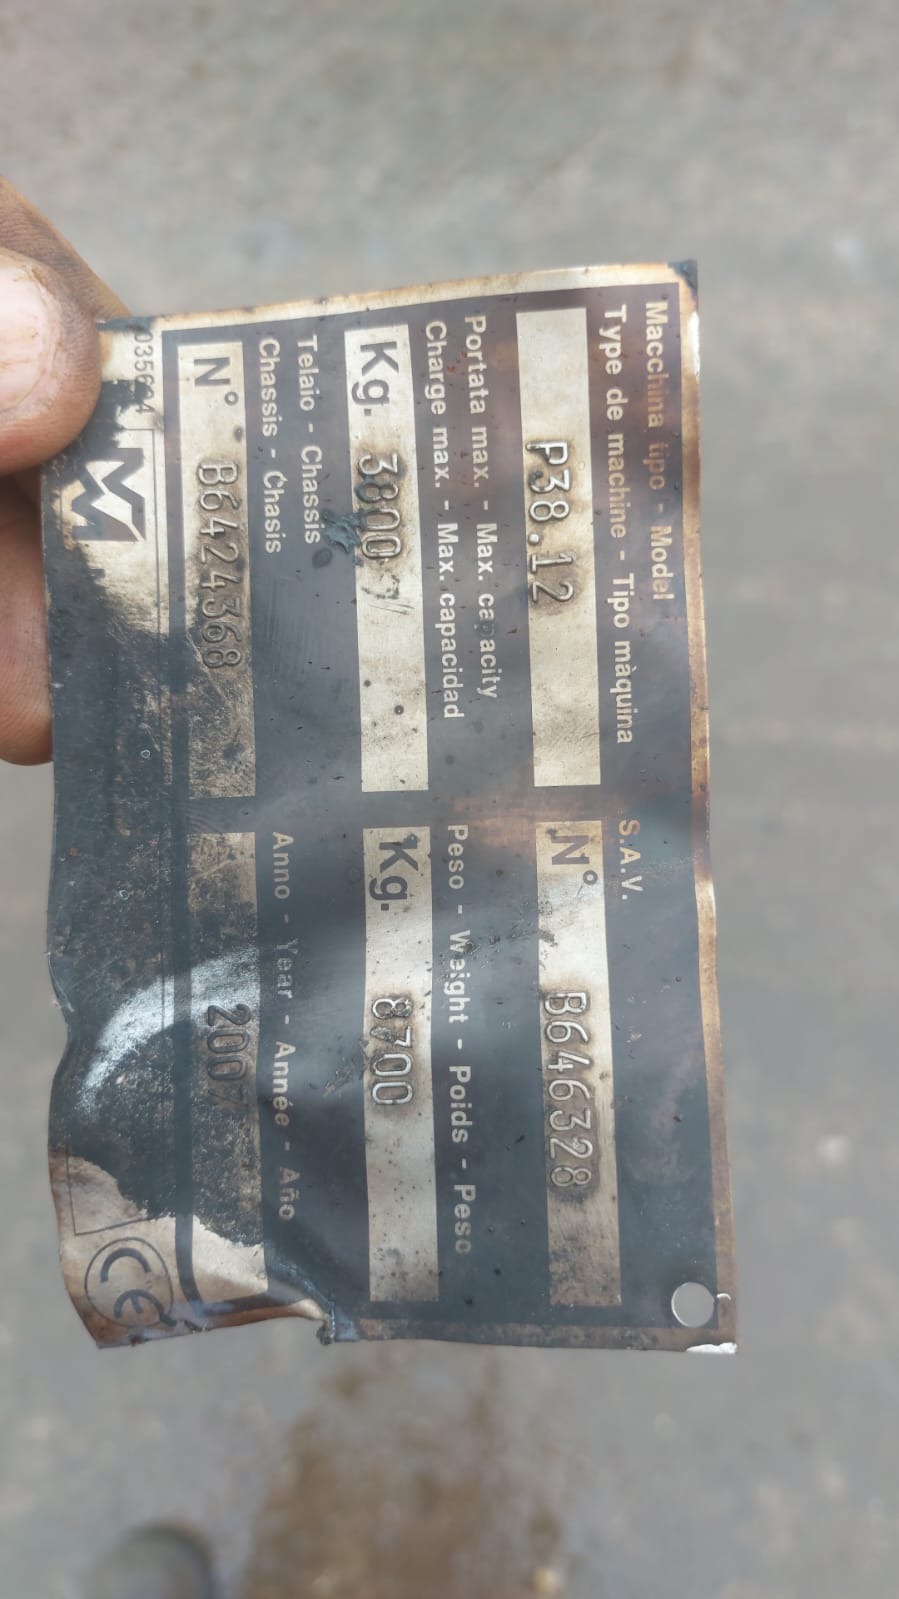 Macchina tipo - Model
Type de machine - Tipo màquina
P38.12
S.A.V.
N° B646328
Portata max. - Max. capacity
Charge max. - Max. capacidad
Kg. 3800
Peso - Weight - Poids - Peso
Kg. 8700
Telaio - Chassis
Chassis - Chasis
N° B6424368
Anno - Year - Année - Año
2007
CE